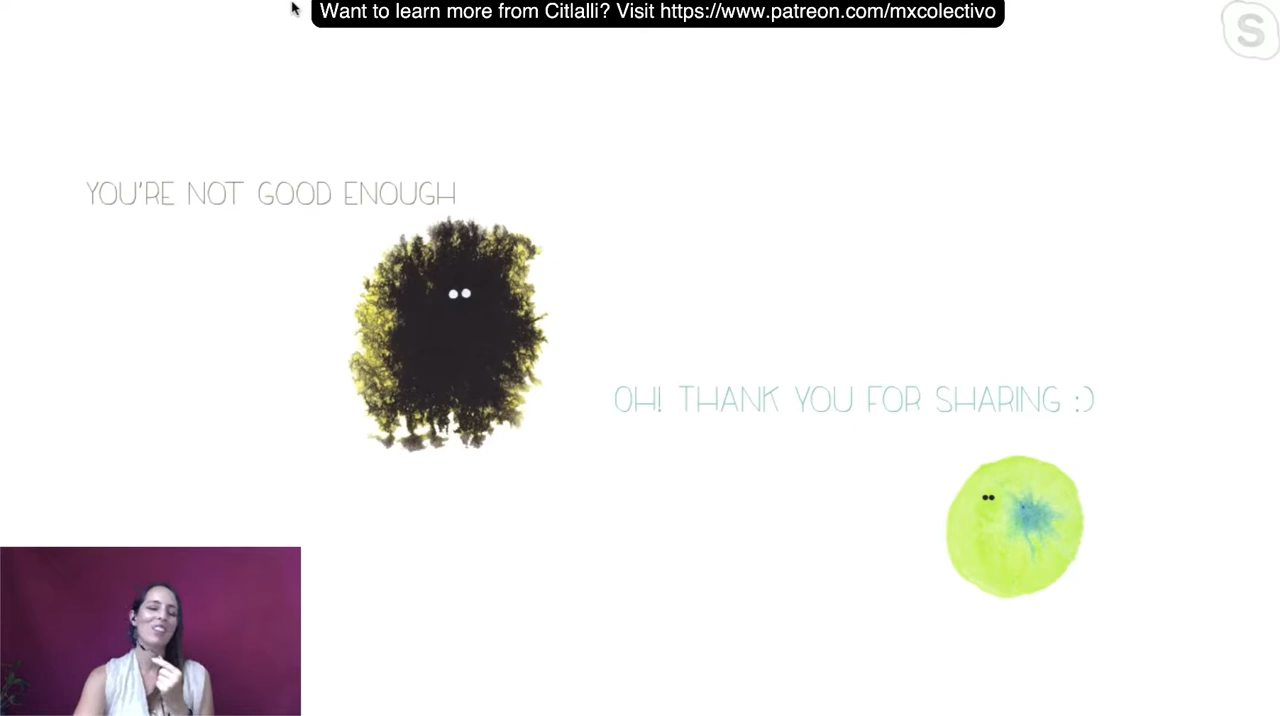 Want to learn more from Citlalli? Visit https://www.patreon.com/mxcolectivo
S
YOU'RE NOT GOOD ENOUGH
OH! THANK YOU FOR SHARING :)